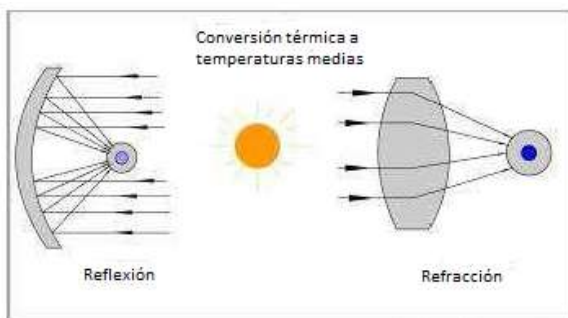 Conversión térmica a
temperaturas medias
Reflexión
Refracción